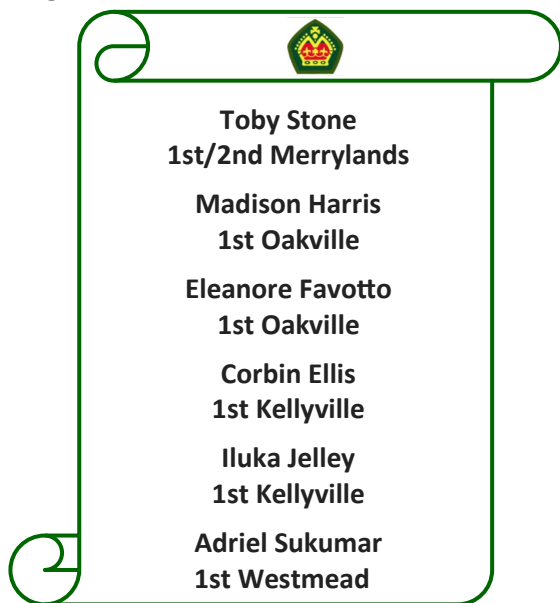 Toby Stone
1st/2nd Merrylands
Madison Harris
1st Oakville
Eleanore Favotto
1st Oakville
Corbin Ellis
1st Kellyville
Iluka Jelley
1st Kellyville
Adriel Sukumar
1st Westmead